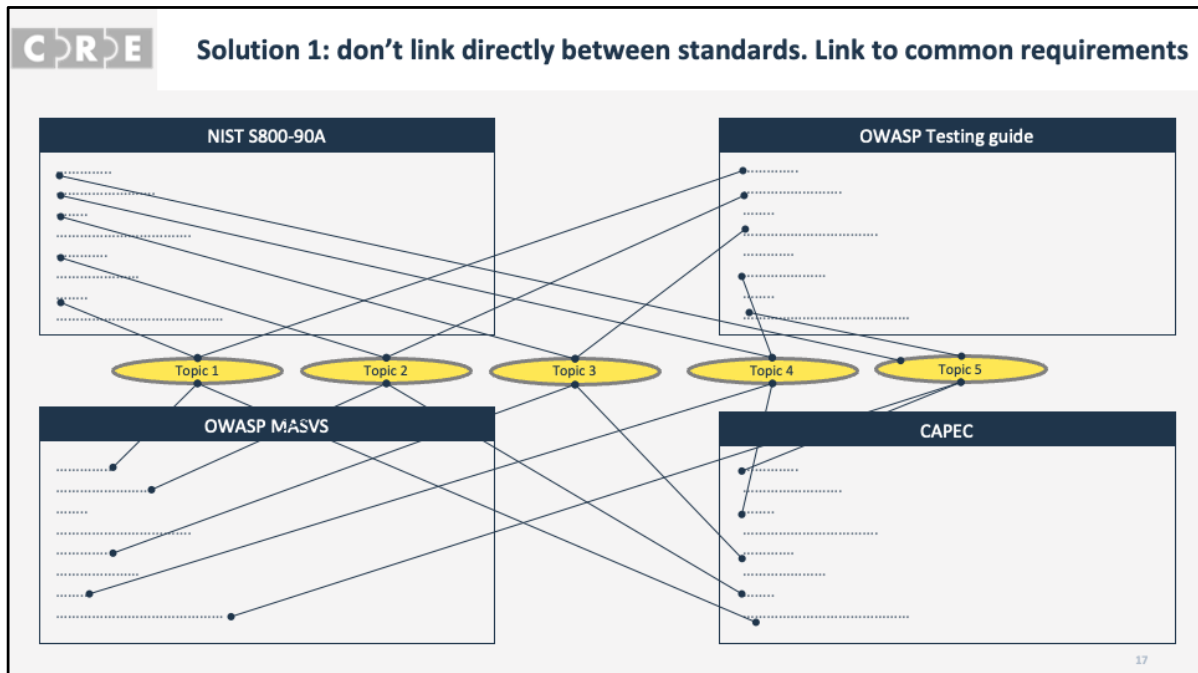 CRE
Solution 1: don't link directly between standards. Link to common requirements
NIST S800-90A
OWASP Testing guide
Topic 1
Topic 2
Topic 3
Topic 4
Topic 5
OWASP MASVS
CAPEC
17